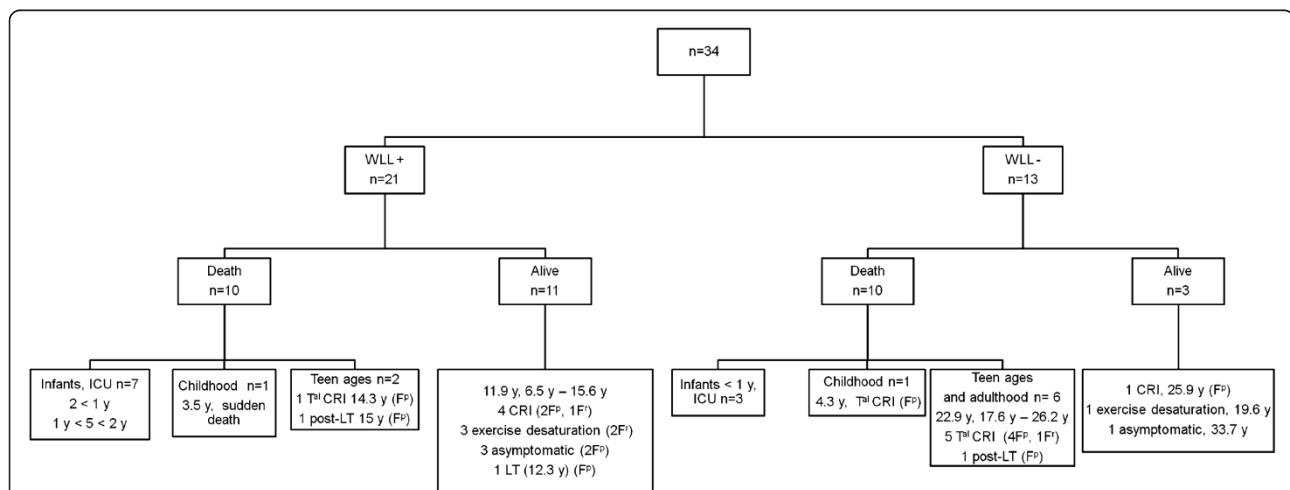 n=34
WLL+
n=21
WLL-
n=13
Death
n=10
Alive
n=11
Death
n=10
Alive
n=3
Infants, ICU n=7
2 < 1 y
1 y < 5 < 2 y
Childhood n=1
3.5 y, sudden
death
Teen ages n=2
1 Tᵃˡ CRI 14.3 y (Fᵖ)
1 post-LT 15 y (Fᵖ)
11.9 y, 6.5 y – 15.6 y
4 CRI (2Fᵖ, 1Fʳ)
3 exercise desaturation (2Fʳ)
3 asymptomatic (2Fᵖ)
1 LT (12.3 y) (Fᵖ)
Infants < 1 y,
ICU n=3
Childhood n=1
4.3 y, Tᵃˡ CRI (Fᵖ)
Teen ages
and adulthood n= 6
22.9 y, 17.6 y – 26.2 y
5 Tᵃˡ CRI (4Fᵖ, 1Fʳ)
1 post-LT (Fᵖ)
1 CRI, 25.9 y (Fᵖ)
1 exercise desaturation, 19.6 y
1 asymptomatic, 33.7 y